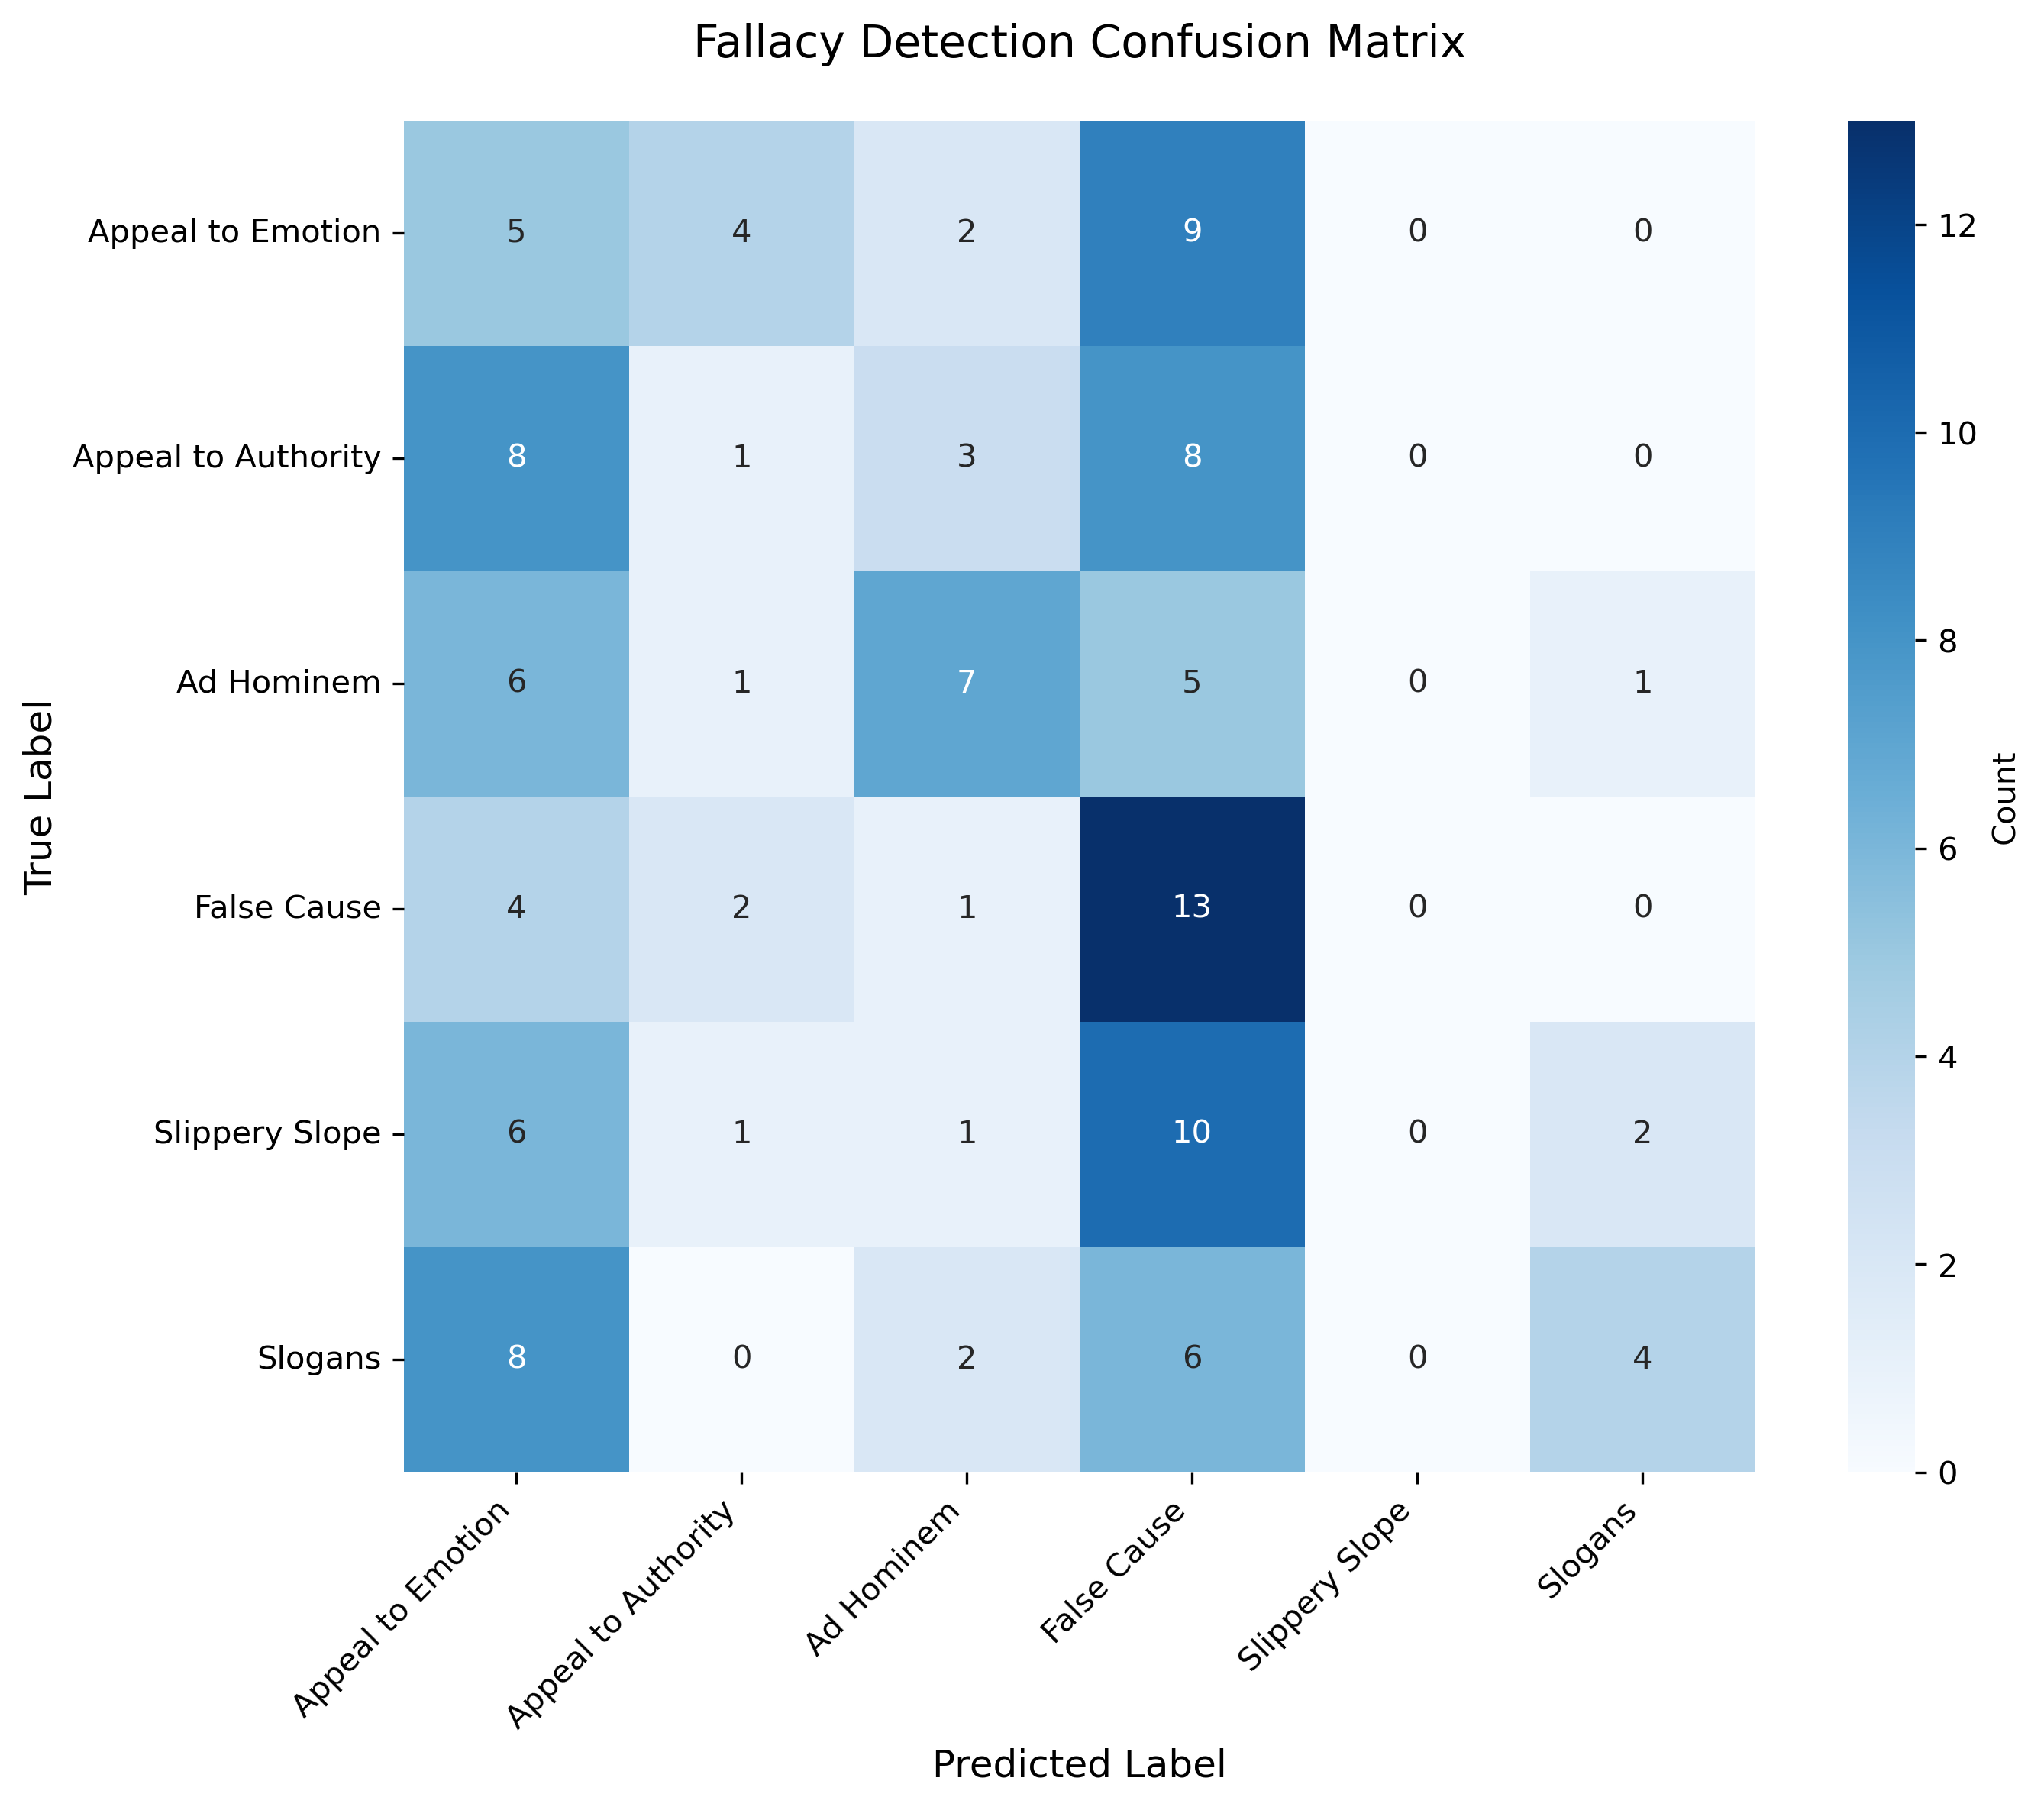 Fallacy Detection Confusion Matrix
True Label
Appeal to Emotion 5 4 2 9 0 0
Appeal to Authority 8 1 3 8 0 0
Ad Hominem 6 1 7 5 0 1
False Cause 4 2 1 13 0 0
Slippery Slope 6 1 1 10 0 2
Slogans 8 0 2 6 0 4
Appeal to Emotion
Appeal to Authority
Ad Hominem
False Cause
Slippery Slope
Slogans
Predicted Label
12
10
8
6
4
2
0
Count